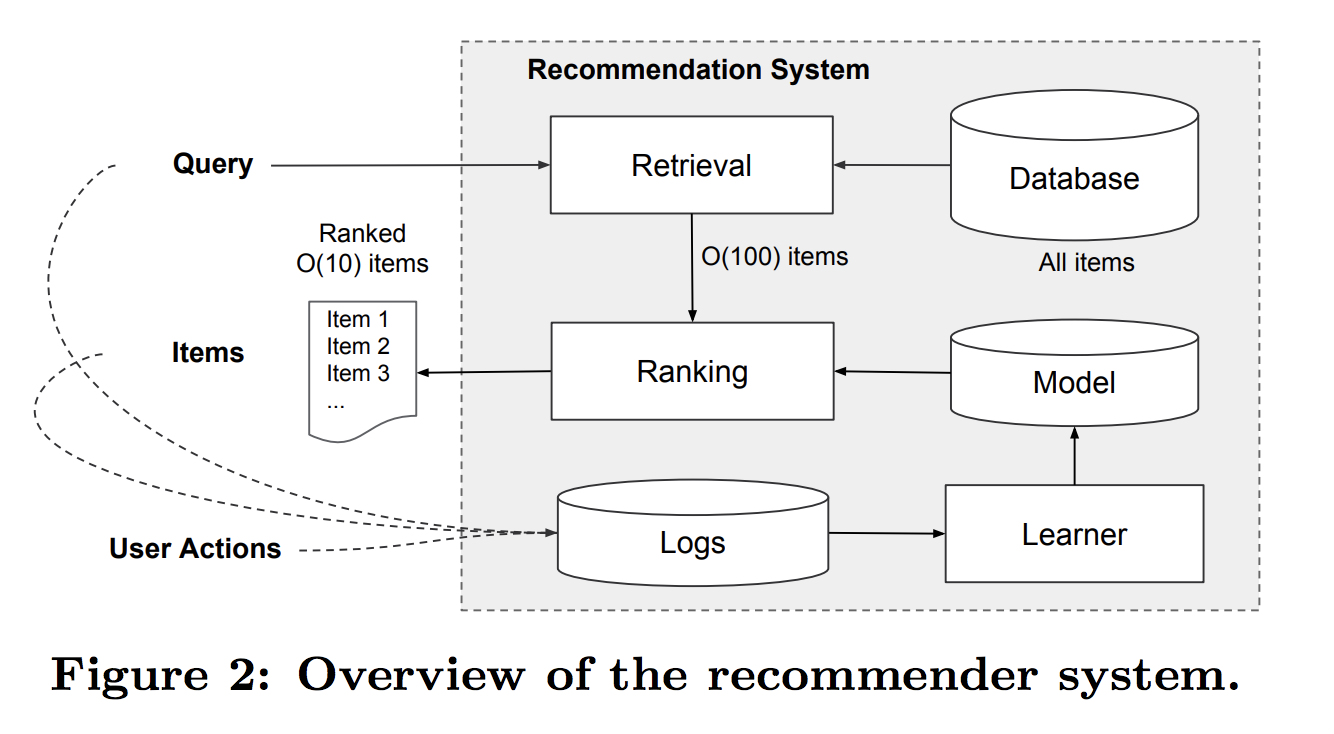 Recommendation System
Query
Retrieval
Database
Ranked
O(10) items
O(100) items
All items
Items
Item 1
Item 2
Item 3
...
Ranking
Model
User Actions
Logs
Learner
Figure 2: Overview of the recommender system.